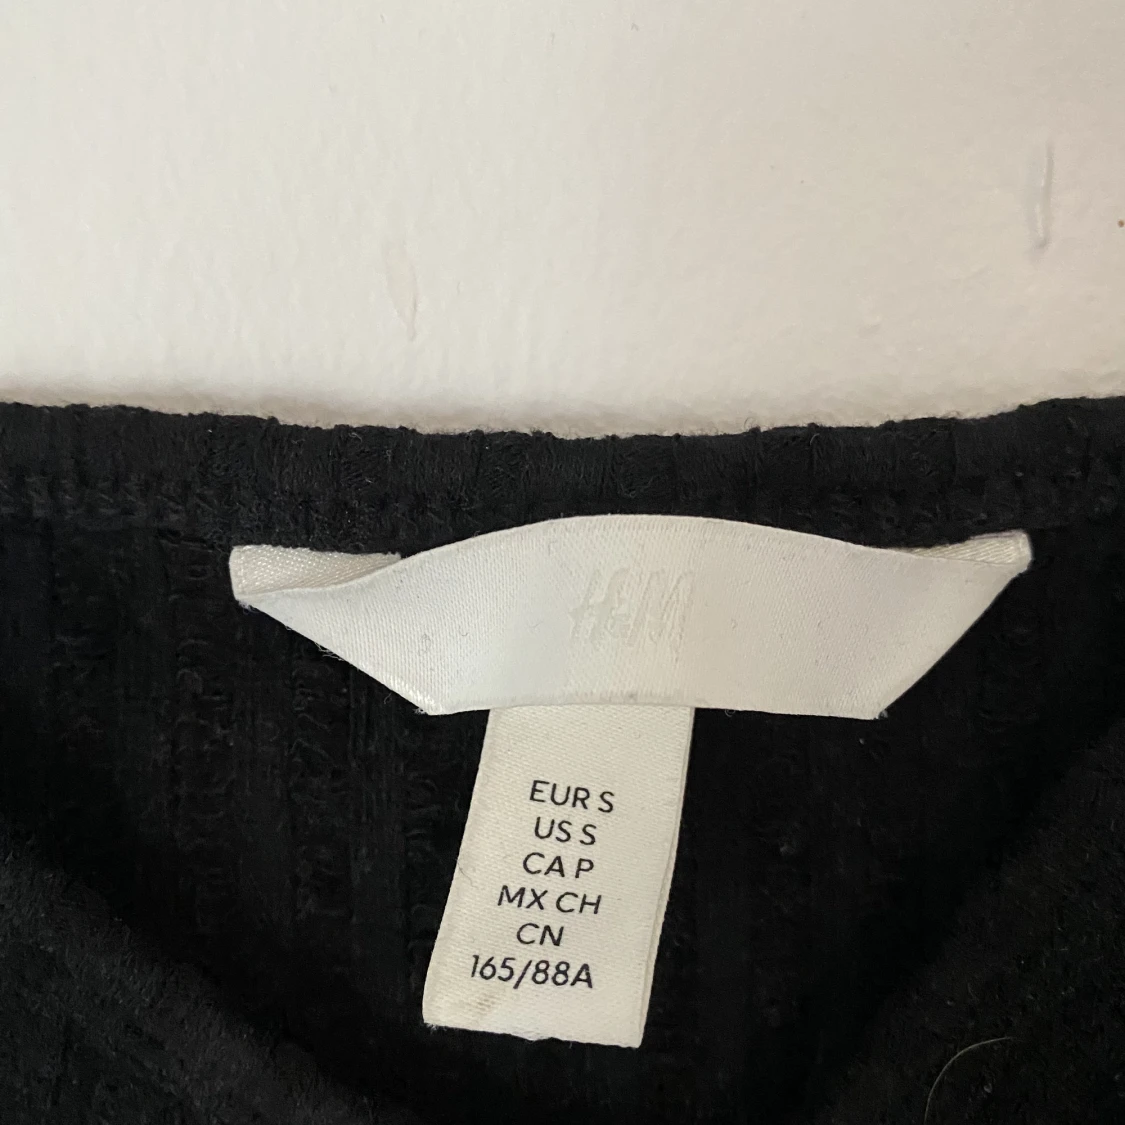 H&M
EUR S
US S
CA P
MX CH
CN
165/88A